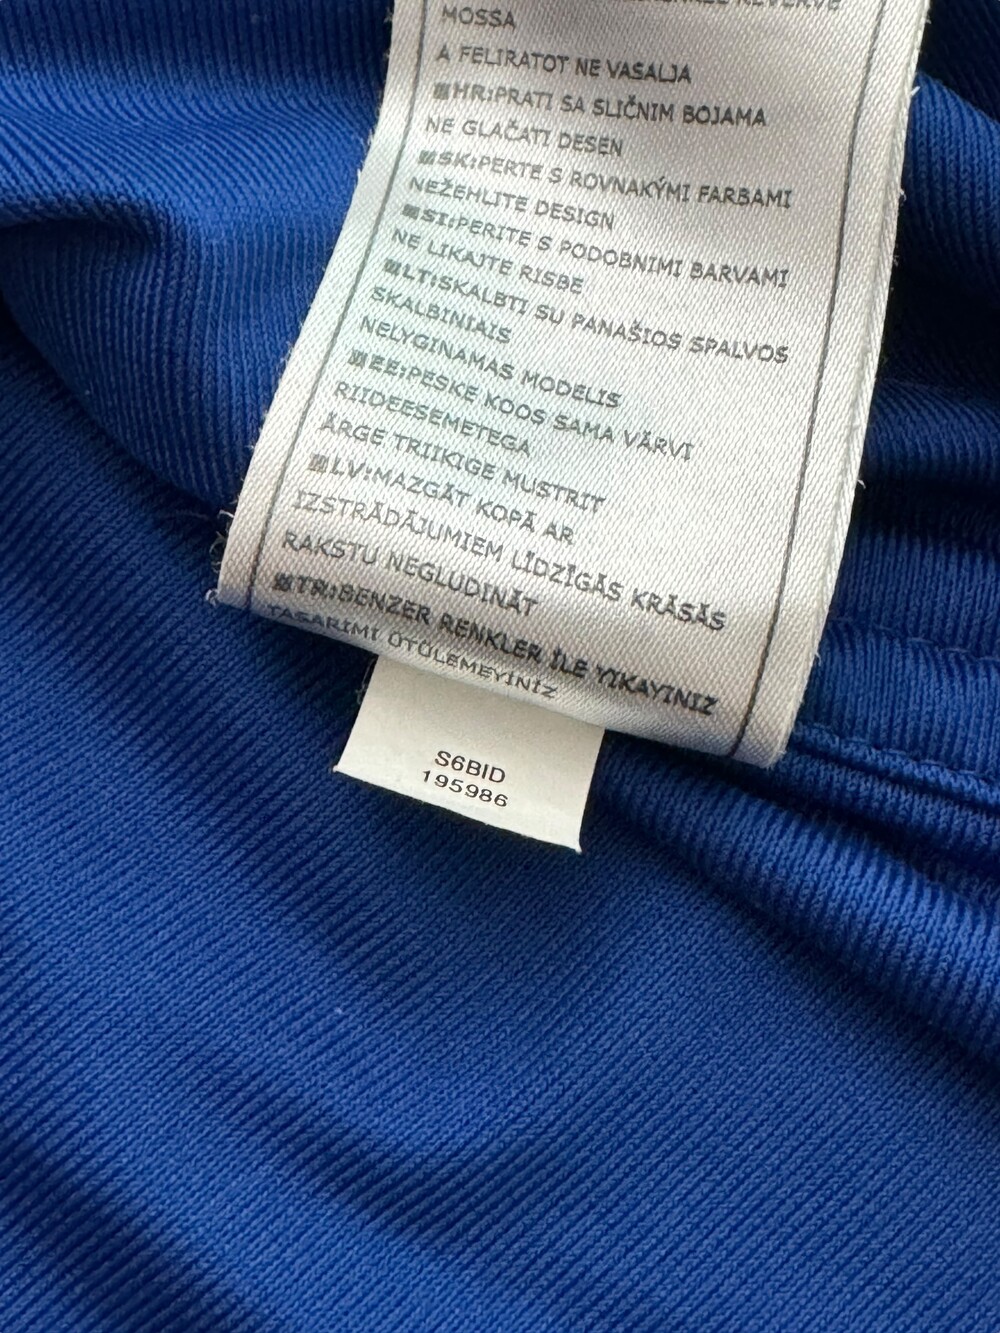 REVERVE
MOSSA
A FELIRATOT NE VASALJA
HR:PRATI SA SLIČNIM BOJAMA
NE GLAČATI DESEN
SK:PERTE S ROVNAKÝMI FARBAMI
NEŽEHLITE DESIGN
SI:PERITE S PODOBNIMI BARVAMI
NE LIKAJTE RISBE
LT:SKALBTI SU PANAŠIOS SPALVOS
SKALBINIAIS
NELYGINAMAS MODELIS
EE:PESKE KOOS SAMA VÄRVI
RIIDEESEMETEGA
ÄRGE TRIIKIGE MUSTRIT
LV:MAZGĀT KOPĀ AR
IZSTRĀDĀJUMIEM LĪDZĪGĀS KRĀSĀS
RAKSTU NEGLUDINĀT
TR:BENZER RENKLER İLE YIKAYINIZ
TASARIMI ÜTÜLEMEYİNİZ
S6BID
195986